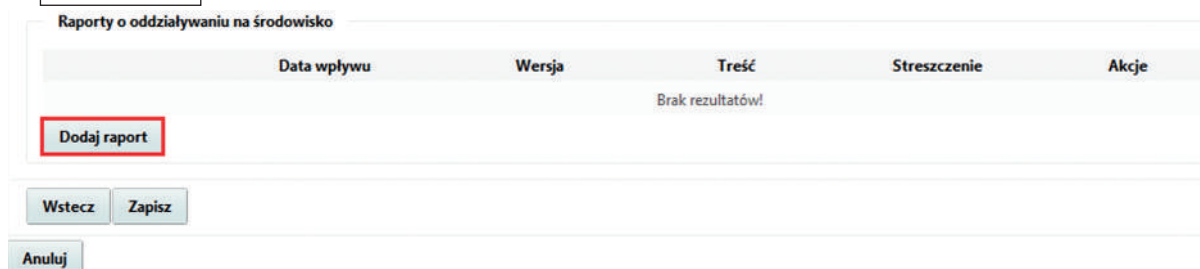 Raporty o oddziaływaniu na środowisko
Data wpływu Wersja Treść Streszczenie Akcje
Brak rezultatów!
Dodaj raport
Wstecz Zapisz
Anuluj